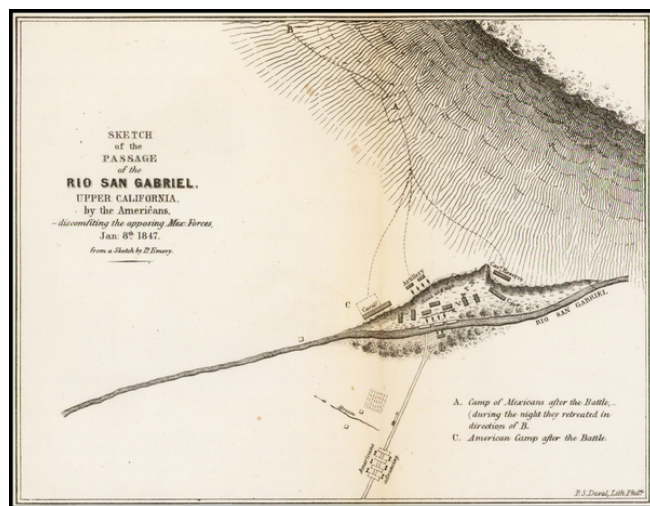 SKETCH
of the
PASSAGE
of the
RIO SAN GABRIEL,
UPPER CALIFORNIA,
by the Americans,
—discomfiting the opposing Mex: Forces,
Jan: 8th 1847.
from a Sketch by Lt Emory.
B
A
Artillery
C
RIO SAN GABRIEL
A. Camp of Mexicans after the Battle,—
(during the night they retreated in
direction of B.
C. American Camp after the Battle.
Americans
advancing
P.S. Duval, Lith. Phila.